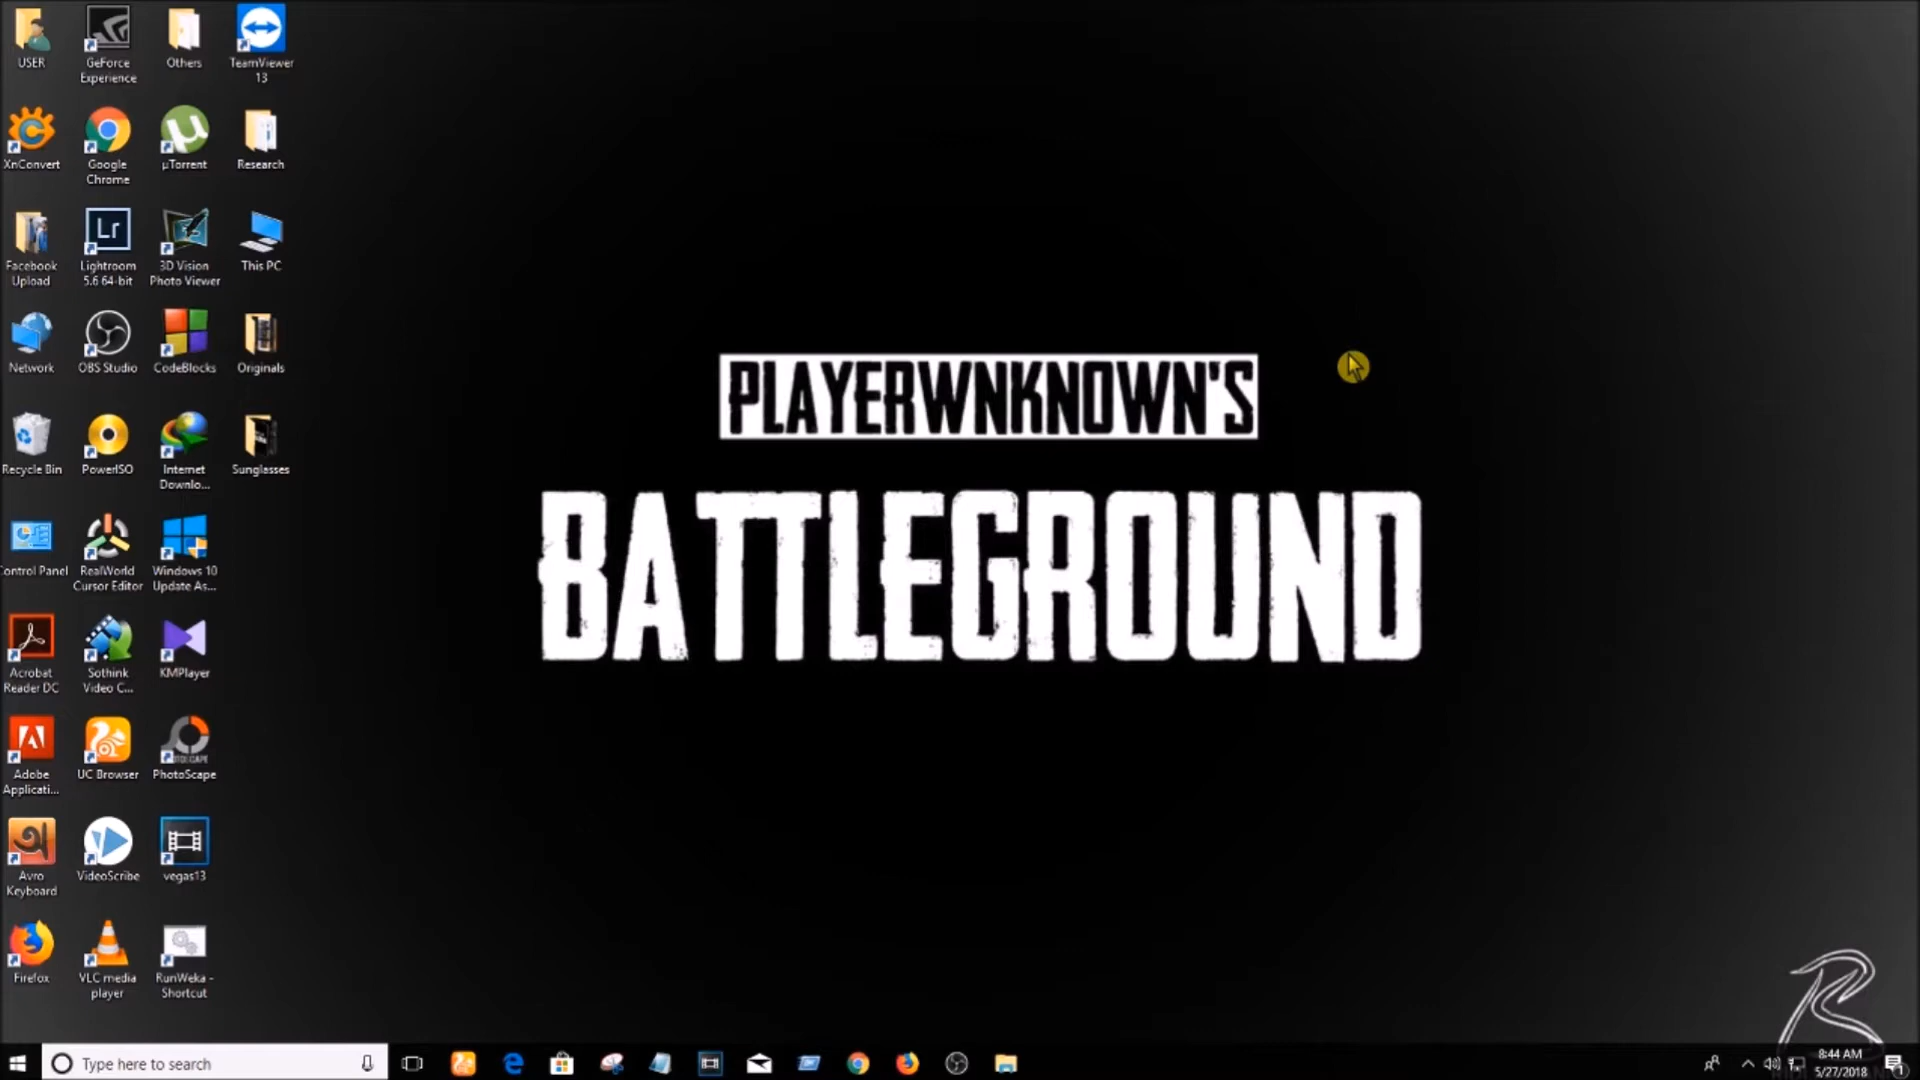 USER
GeForce
Experience
Others
TeamViewer
13
XnConvert
Google
Chrome
µTorrent
Research
Facebook
Upload
Lightroom
5.6 64-bit
3D Vision
Photo Viewer
This PC
Network
OBS Studio
CodeBlocks
Originals
Recycle Bin
PowerISO
Internet
Downlo...
Sunglasses
ontrol Panel
RealWorld
Cursor Editor
Windows 10
Update As...
Acrobat
Reader DC
Sothink
Video C...
KMPlayer
Adobe
Applicati...
UC Browser
PhotoScape
Avro
Keyboard
VideoScribe
vegas13
Firefox
VLC media
player
RunWeka -
Shortcut
PLAYERWNKNOWN'S
BATTLEGROUND
Type here to search
8:44 AM
5/27/2018